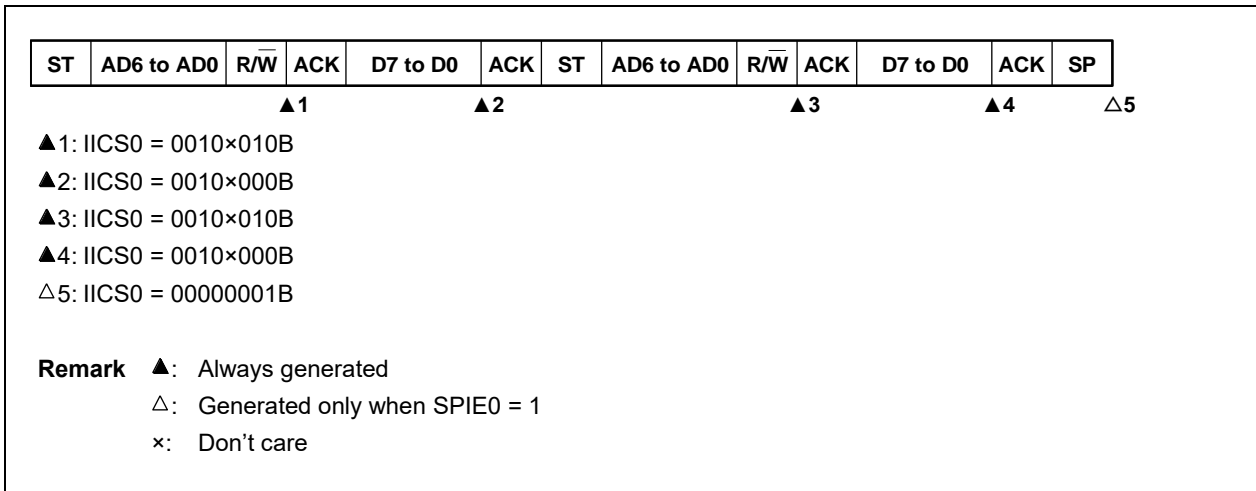 ST AD6 to AD0 R/W̅ ACK D7 to D0 ACK ST AD6 to AD0 R/W̅ ACK D7 to D0 ACK SP
▲1 ▲2 ▲3 ▲4 △5
▲1: IICS0 = 0010×010B
▲2: IICS0 = 0010×000B
▲3: IICS0 = 0010×010B
▲4: IICS0 = 0010×000B
△5: IICS0 = 00000001B
Remark ▲: Always generated
△: Generated only when SPIE0 = 1
×: Don’t care